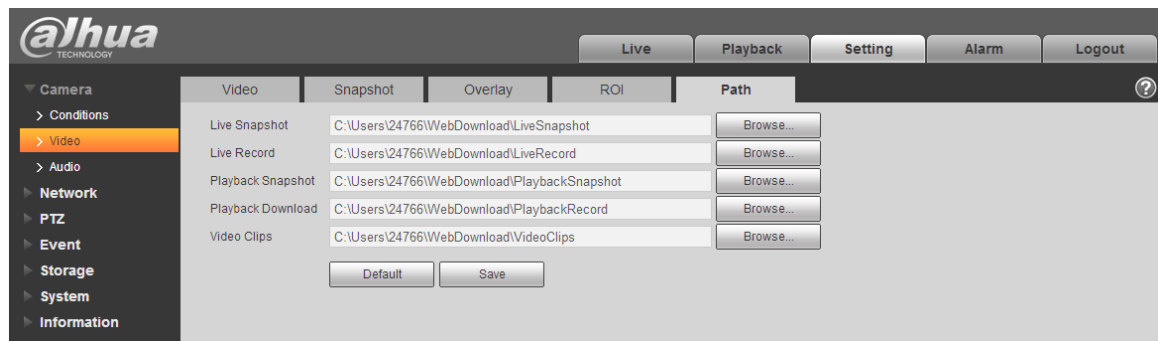 alhua
TECHNOLOGY
Live Playback Setting Alarm Logout
Camera
Conditions
Video
Audio
Network
PTZ
Event
Storage
System
Information
Video Snapshot Overlay ROI Path ?
Live Snapshot C:\Users\24766\WebDownload\LiveSnapshot Browse...
Live Record C:\Users\24766\WebDownload\LiveRecord Browse...
Playback Snapshot C:\Users\24766\WebDownload\PlaybackSnapshot Browse...
Playback Download C:\Users\24766\WebDownload\PlaybackRecord Browse...
Video Clips C:\Users\24766\WebDownload\VideoClips Browse...
Default Save